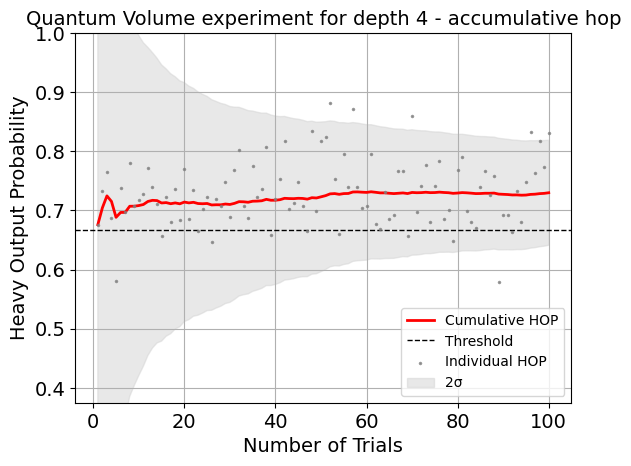 Quantum Volume experiment for depth 4 - accumulative hop
Heavy Output Probability
1.0
0.9
0.8
0.7
0.6
0.5
0.4
Cumulative HOP
Threshold
Individual HOP
2σ
0 20 40 60 80 100
Number of Trials